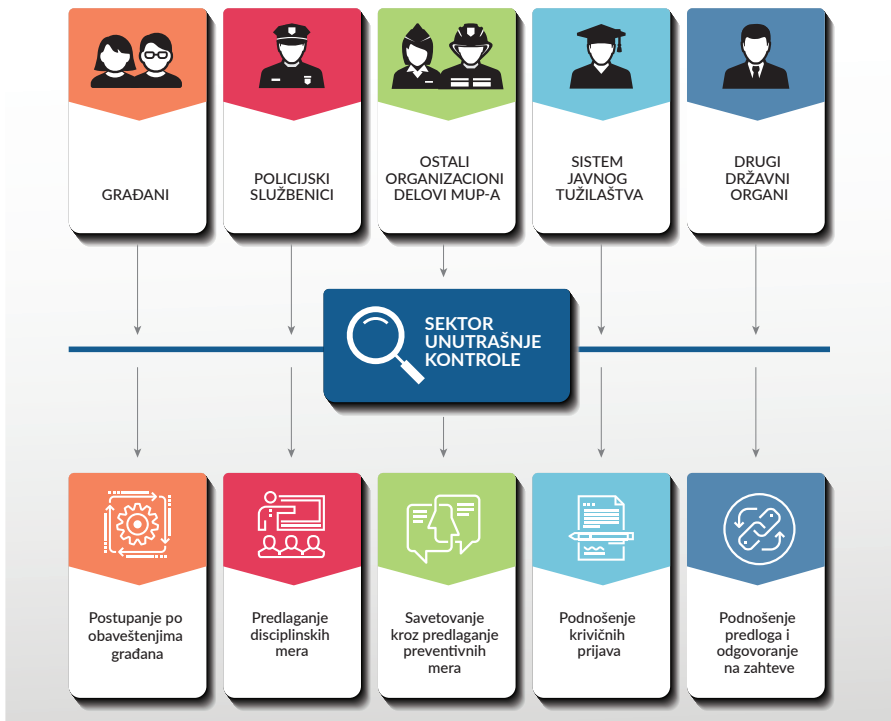 GRAĐANI
POLICIJSKI
SLUŽBENICI
OSTALI
ORGANIZACIONI
DELOVI MUP-A
SISTEM
JAVNOG
TUŽILAŠTVA
DRUGI
DRŽAVNI
ORGANI
SEKTOR
UNUTRAŠNJE
KONTROLE
Postupanje po
obaveštenjima
građana
Predlaganje
disciplinskih
mera
Savetovanje
kroz predlaganje
preventivnih
mera
Podnošenje
krivičnih
prijava
Podnošenje
predloga i
odgovoranje
na zahteve